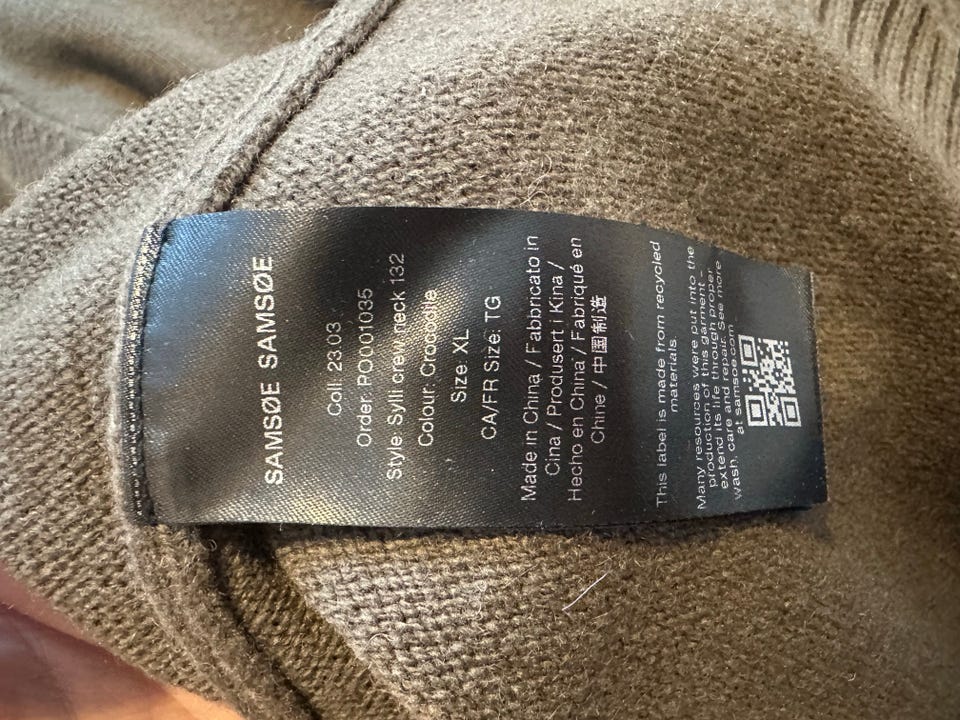 SAMSØE SAMSØE
Coll: 23.03
Order: PO001035
Style: Sylli crew neck 132
Colour: Crocodile
Size XL
CA/FR Size: TG
Made in China / Fabbricato in
Cina / Produsert i Kina /
Hecho en China / Fabriqué en
Chine / 中国制造
This label is made from recycled
materials.
Many resources were put into the
production of this garment -
extend its life through proper
wash, care and repair. See more
at samsoe.com